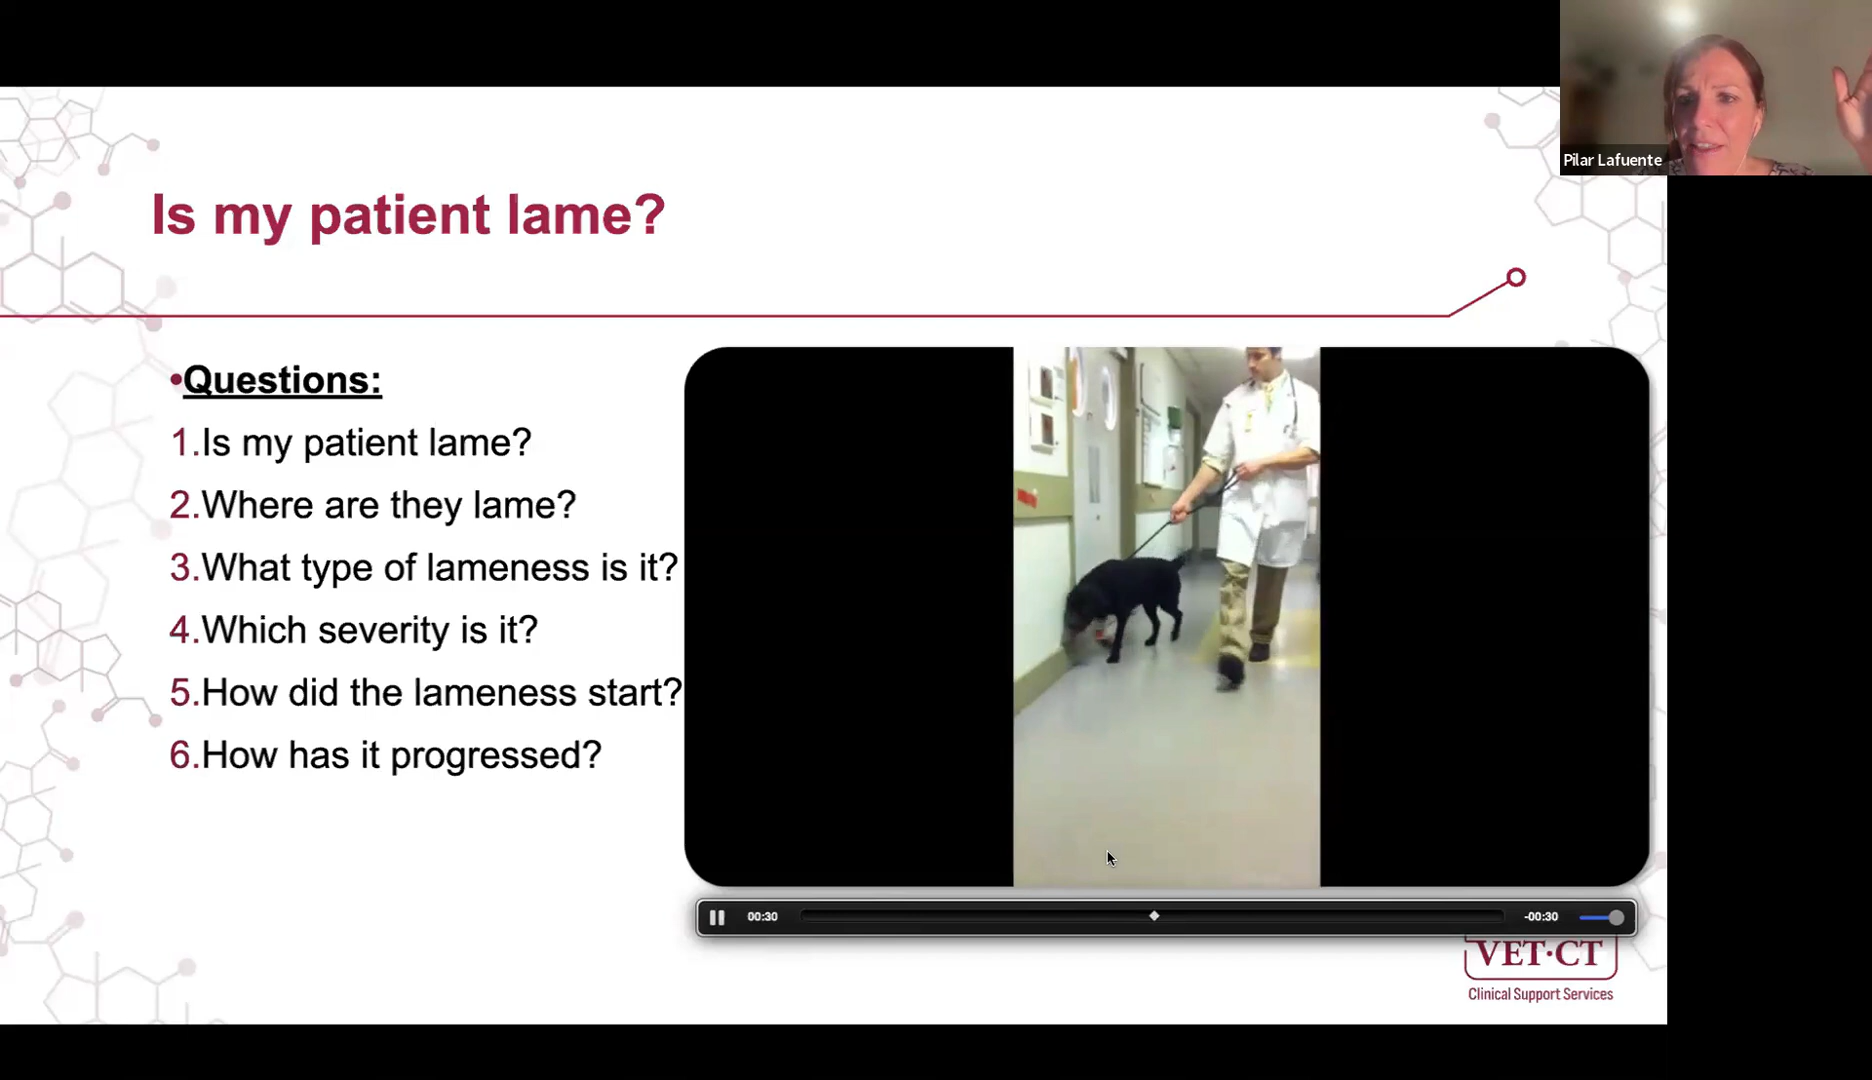 Pilar Lafuente
Is my patient lame?
•Questions:
1.Is my patient lame?
2.Where are they lame?
3.What type of lameness is it?
4.Which severity is it?
5.How did the lameness start?
6.How has it progressed?
00:30
-00:30
VET·CT
Clinical Support Services